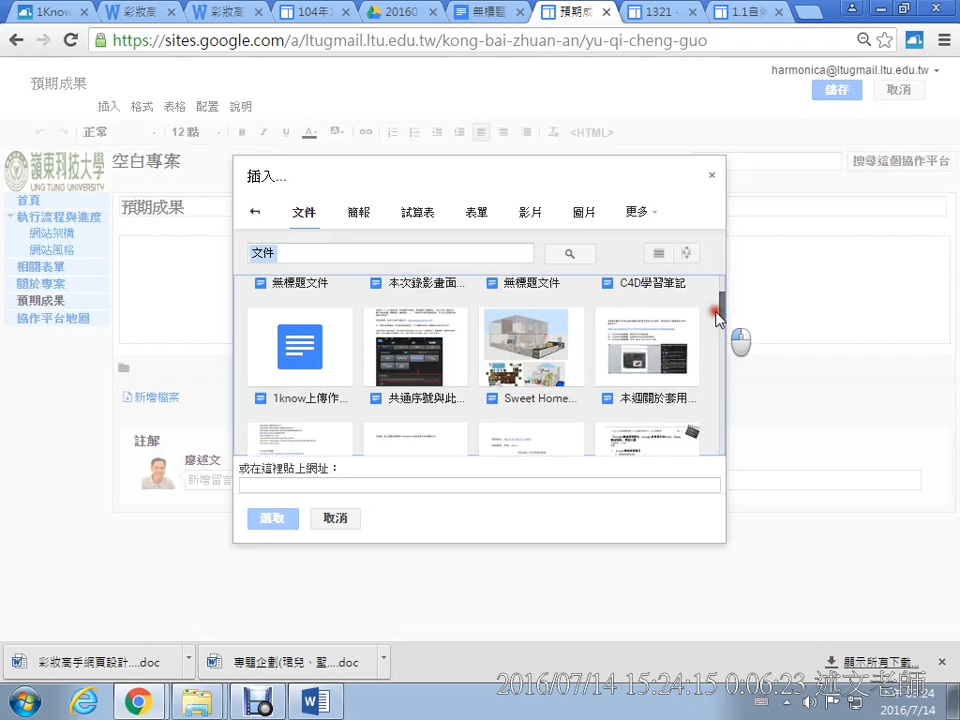 1Know
彩妝高
彩妝高
104年
20160
無標題
預期成
1321 -
1.1自
https://sites.google.com/a/ltugmail.ltu.edu.tw/kong-bai-zhuan-an/yu-qi-cheng-guo
預期成果
harmonica@ltugmail.ltu.edu.tw
儲存 取消
插入 格式 表格 配置 說明
正常 12 點 B I U A <HTML>
嶺東科技大學
LING TUNG UNIVERSITY
空白專案
搜尋這個協作平台
首頁
執行流程與進度
網站架構
網站風格
相關表單
關於專案
預期成果
協作平台地圖
預期成果
新增檔案
註解
廖述文
新增留言
插入...
文件 簡報 試算表 表單 影片 圖片 更多
文件
無標題文件 本次錄影畫面... 無標題文件 C4D學習筆記
1know上傳作... 共通序號與此... Sweet Home... 本週關於套用...
或在這裡貼上網址：
選取 取消
彩妝高手網頁設計....doc
專題企劃(珺兒、聖....doc
顯示所有下載...
2016/07/14 15:24:15 0:06:23 述文老師
2016/7/14